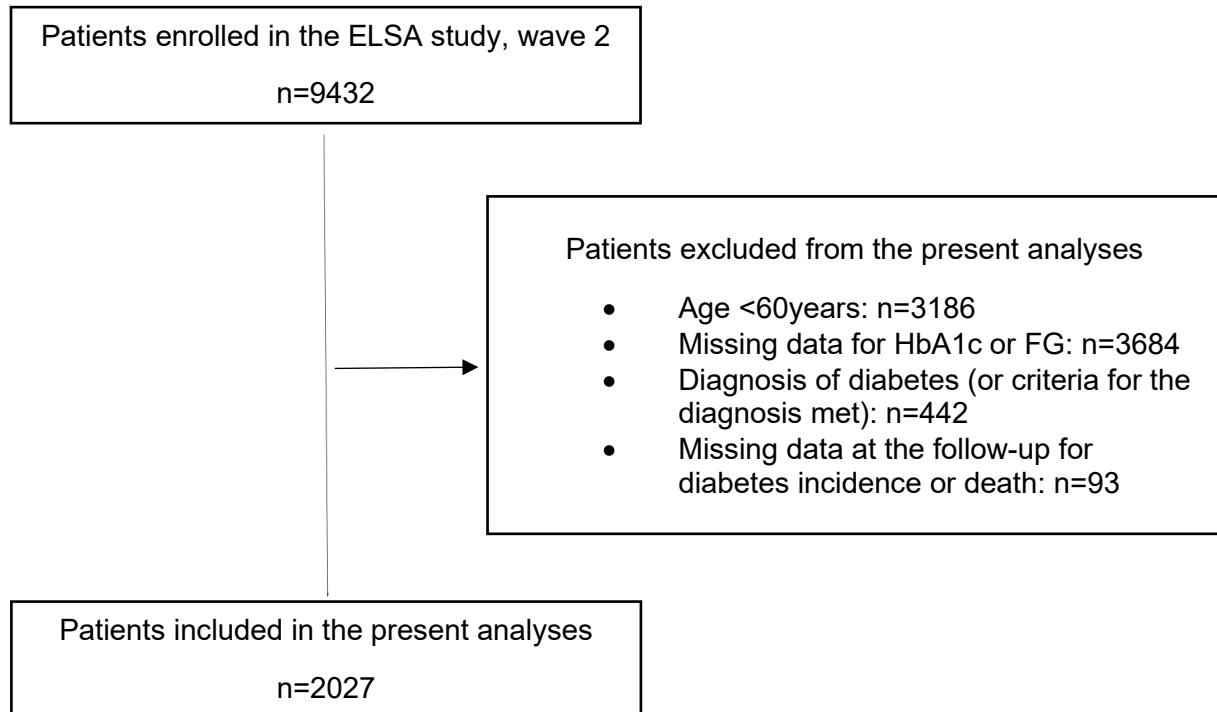 Patients enrolled in the ELSA study, wave 2
n=9432
Patients excluded from the present analyses
• Age <60years: n=3186
• Missing data for HbA1c or FG: n=3684
• Diagnosis of diabetes (or criteria for the
diagnosis met): n=442
• Missing data at the follow-up for
diabetes incidence or death: n=93
Patients included in the present analyses
n=2027